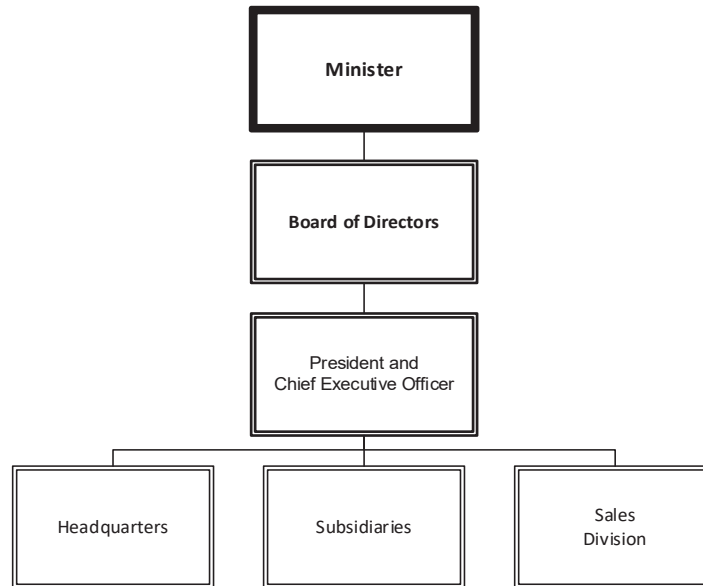 Minister
Board of Directors
President and
Chief Executive Officer
Headquarters
Subsidiaries
Sales
Division